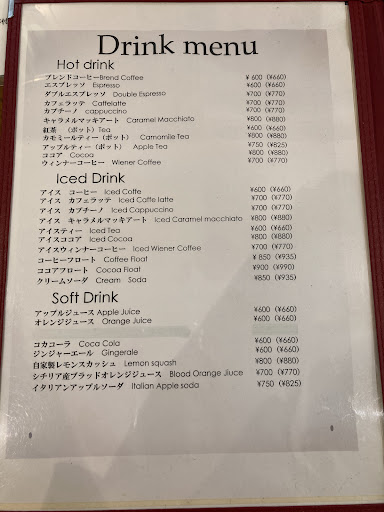 Drink menu
Hot drink
ブレンドコーヒーBrend Coffee ¥600 (¥660)
エスプレッソ Espresso ¥600 (¥660)
ダブルエスプレッソ Double Espresso ¥700 (¥770)
カフェラッテ Caffelatte ¥700 (¥770)
カプチーノ cappuccino ¥700 (¥770)
キャラメルマッキアート Caramel Macchiato ¥800 (¥880)
紅茶 (ポット) Tea ¥600 (¥660)
カモミールティー (ポット) Camomile Tea ¥800 (¥880)
アップルティー (ポット) Apple Tea ¥750 (¥825)
ココア Cocoa ¥800 (¥880)
ウィンナーコーヒー Wiener Coffee ¥700 (¥770)
Iced Drink
アイス コーヒー Iced Coffe ¥600 (¥660)
アイス カフェラッテ Iced Caffe latte ¥700 (¥770)
アイス カプチーノ Iced Cappuccino ¥700 (¥770)
アイス キャラメルマッキアート Iced Caramel macchiato ¥800 (¥880)
アイスティー Iced Tea ¥600 (¥660)
アイスココア Iced Cocoa ¥800 (¥880)
アイスウィンナーコーヒー Iced Wiener Coffee ¥700 (¥770)
コーヒーフロート Coffee Float ¥850 (¥935)
ココアフロート Cocoa Float ¥900 (¥990)
クリームソーダ Cream Soda ¥850 (¥935)
Soft Drink
アップルジュース Apple Juice ¥600 (¥660)
オレンジジュース Orange Juice ¥600 (¥660)
コカコーラ Coca Cola ¥600 (¥660)
ジンジャーエール Gingerale ¥600 (¥660)
自家製レモンスカッシュ Lemon squash ¥800 (¥880)
シチリア産ブラッドオレンジジュース Blood Orange Jiuce ¥700 (¥770)
イタリアンアップルソーダ Italian Apple soda ¥750 (¥825)